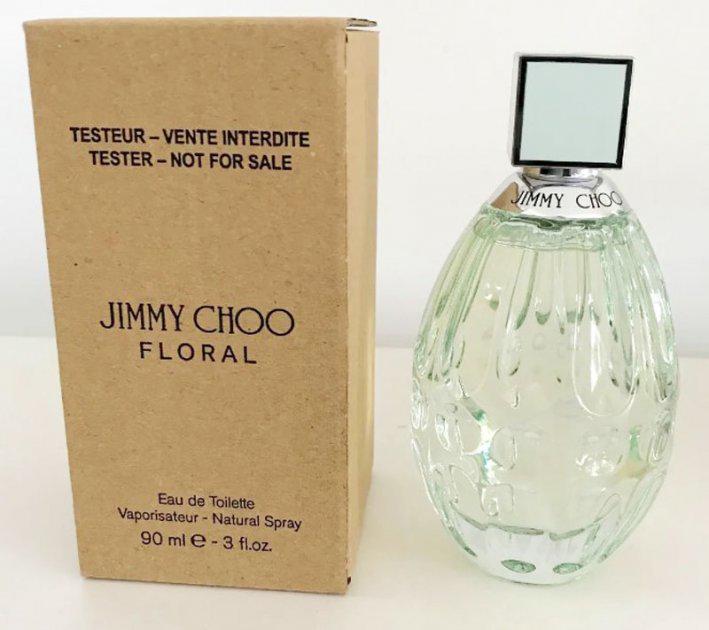 TESTEUR – VENTE INTERDITE
TESTER – NOT FOR SALE
JIMMY CHOO
FLORAL
Eau de Toilette
Vaporisateur - Natural Spray
90 ml ℮ - 3 fl.oz.
JIMMY CHOO